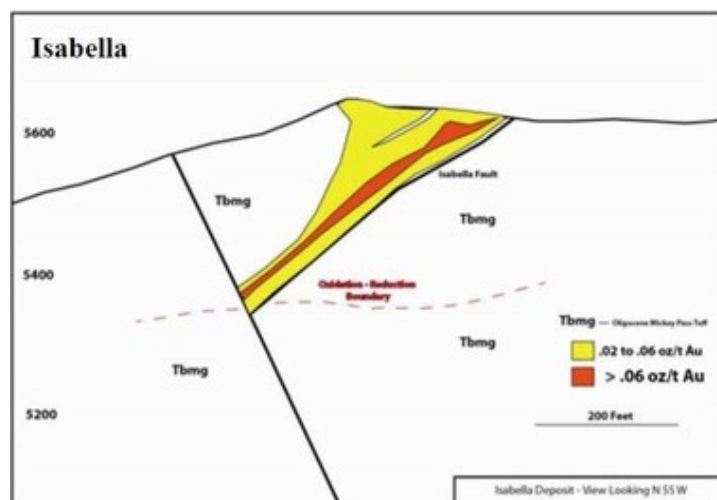 Isabella
5600
Isabella Fault
Tbmg
Tbmg
5400
Oxidation - Reduction
Boundary
Tbmg — Oligocene Mickey Pass Tuff
Tbmg
.02 to .06 oz/t Au
Tbmg
> .06 oz/t Au
5200
200 Feet
Isabella Deposit - View Looking N 55 W